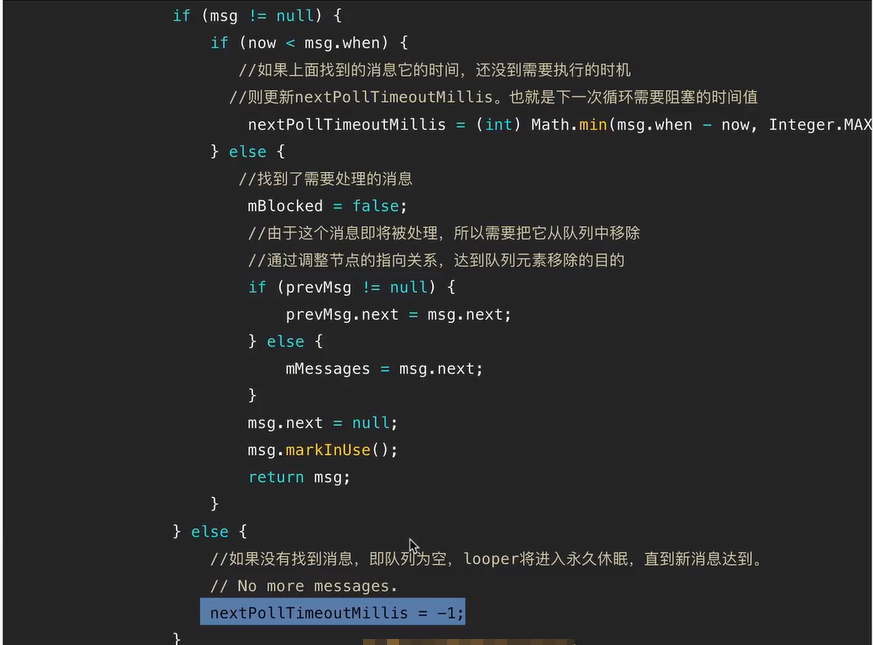 if (msg != null) {
if (now < msg.when) {
//如果上面找到的消息它的时间，还没到需要执行的时机
//则更新nextPollTimeoutMillis。也就是下一次循环需要阻塞的时间值
nextPollTimeoutMillis = (int) Math.min(msg.when - now, Integer.MAX
} else {
//找到了需要处理的消息
mBlocked = false;
//由于这个消息即将被处理，所以需要把它从队列中移除
//通过调整节点的指向关系，达到队列元素移除的目的
if (prevMsg != null) {
prevMsg.next = msg.next;
} else {
mMessages = msg.next;
}
msg.next = null;
msg.markInUse();
return msg;
}
} else {
//如果没有找到消息，即队列为空，looper将进入永久休眠，直到新消息达到。
// No more messages.
nextPollTimeoutMillis = -1;
}